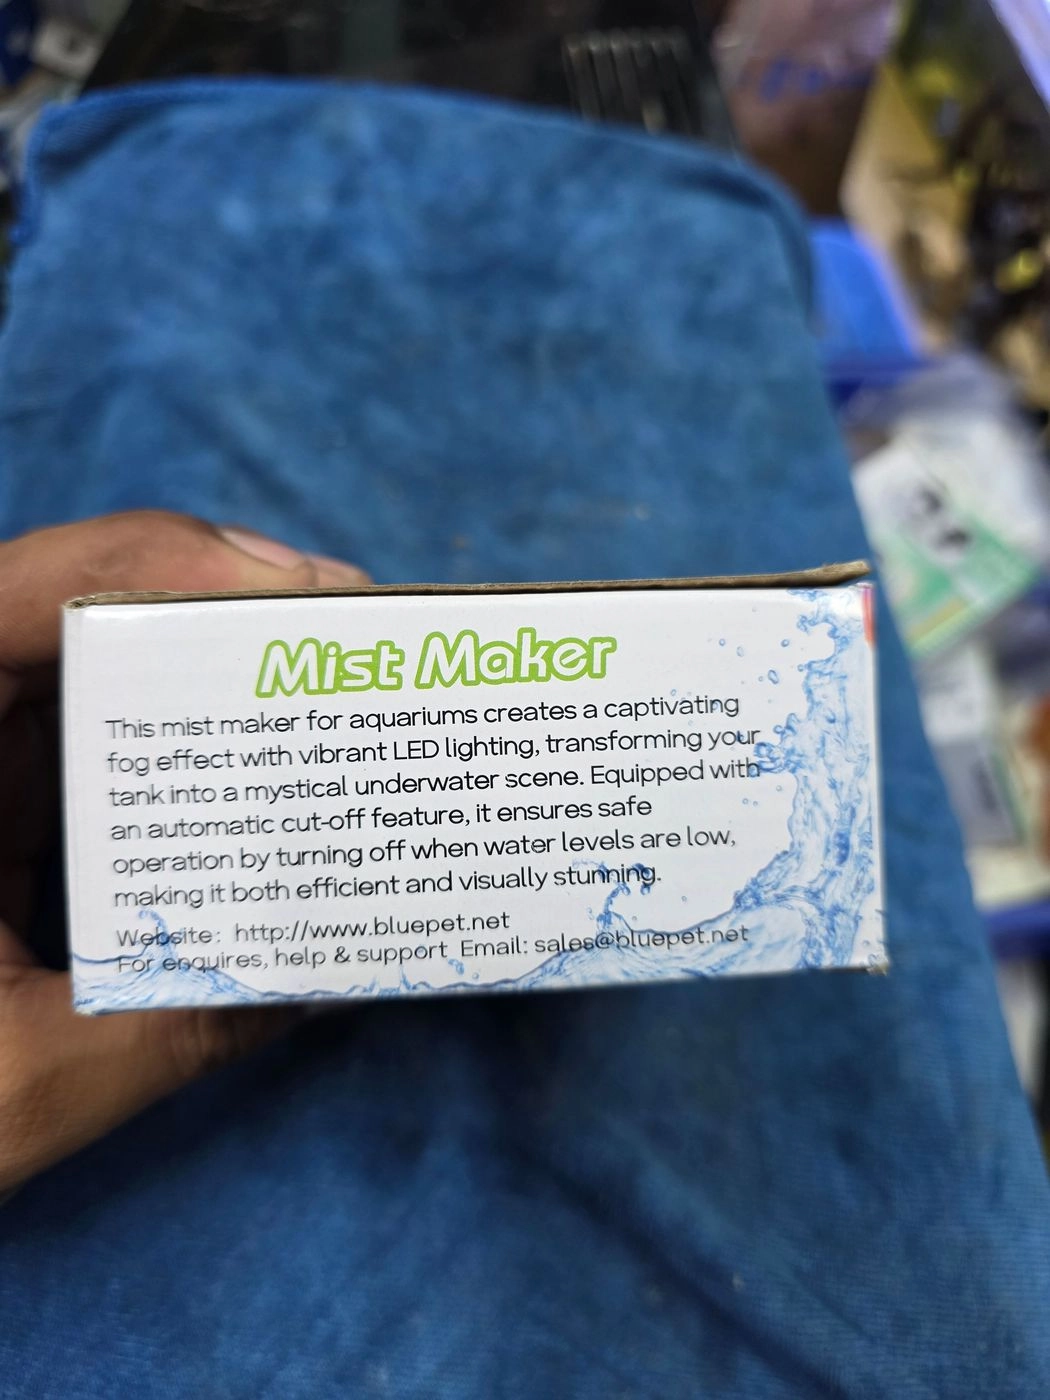 Mist Maker
This mist maker for aquariums creates a captivating
fog effect with vibrant LED lighting, transforming your
tank into a mystical underwater scene. Equipped with
an automatic cut-off feature, it ensures safe
operation by turning off when water levels are low,
making it both efficient and visually stunning.
Website: http://www.bluepet.net
For enquires, help & support Email: sales@bluepet.net